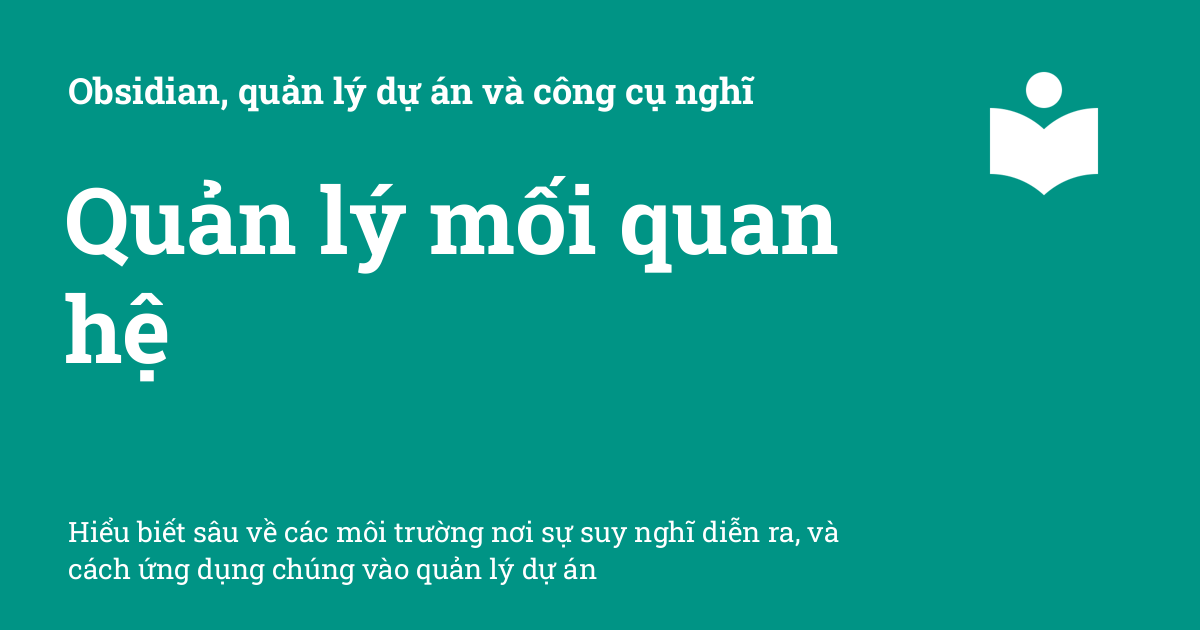 Obsidian, quản lý dự án và công cụ nghĩ
Quản lý mối quan
hệ
Hiểu biết sâu về các môi trường nơi sự suy nghĩ diễn ra, và
cách ứng dụng chúng vào quản lý dự án